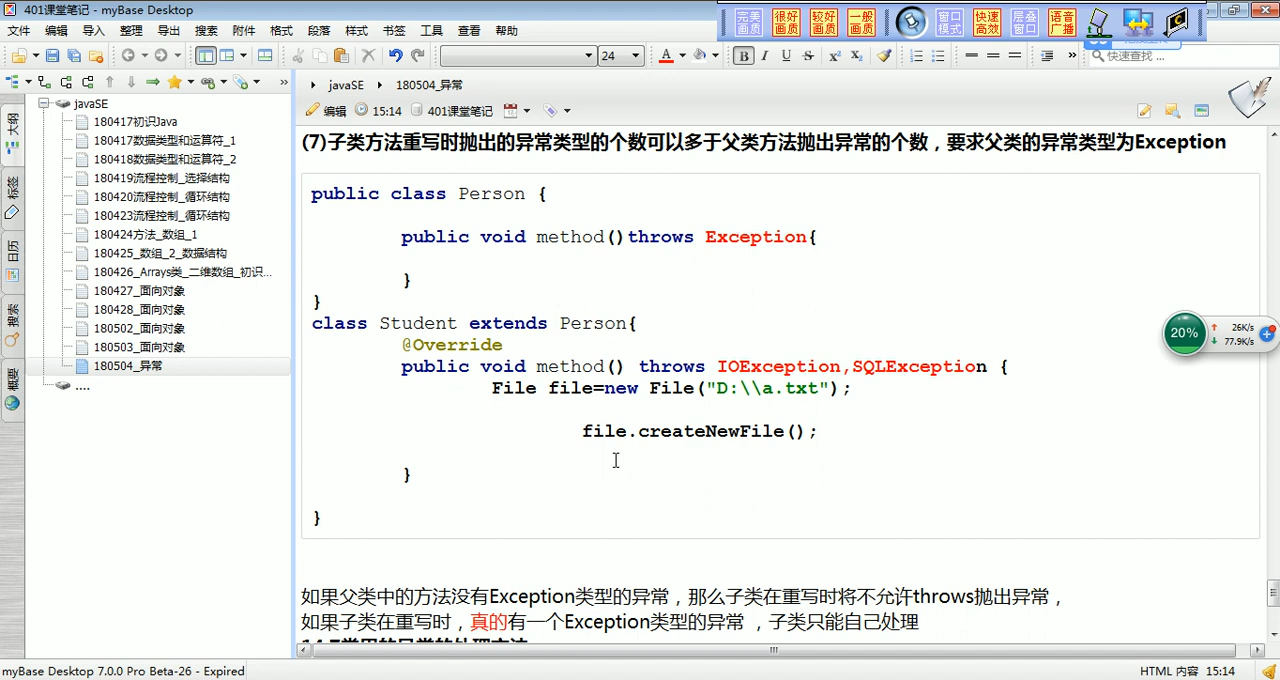 401课堂笔记 - myBase Desktop
完美画质 很好画质 较好画质 一般画质 窗口模式 快速高效 层叠窗口 语音广播
文件 编辑 导入 整理 导出 搜索 附件 格式 段落 样式 书签 工具 查看 帮助
24 A B I U S x² x₂ » 快速查找 ...
»
javaSE 180504_异常
编辑 15:14 401课堂笔记
大纲
标签
日历
搜索
概要
javaSE
180417初识Java
180417数据类型和运算符_1
180418数据类型和运算符_2
180419流程控制_选择结构
180420流程控制_循环结构
180423流程控制_循环结构
180424方法_数组_1
180425_数组_2_数据结构
180426_Arrays类_二维数组_初识...
180427_面向对象
180428_面向对象
180502_面向对象
180503_面向对象
180504_异常
....
(7)子类方法重写时抛出的异常类型的个数可以多于父类方法抛出异常的个数，要求父类的异常类型为Exception
public class Person {
public void method()throws Exception{
}
}
class Student extends Person{
@Override
public void method() throws IOException,SQLException {
File file=new File("D:\\a.txt");
file.createNewFile();
}
}
20% 26K/s
77.9K/s
如果父类中的方法没有Exception类型的异常，那么子类在重写时将不允许throws抛出异常，
如果子类在重写时，真的有一个Exception类型的异常 ，子类只能自己处理
myBase Desktop 7.0.0 Pro Beta-26 - Expired
HTML 内容 15:14